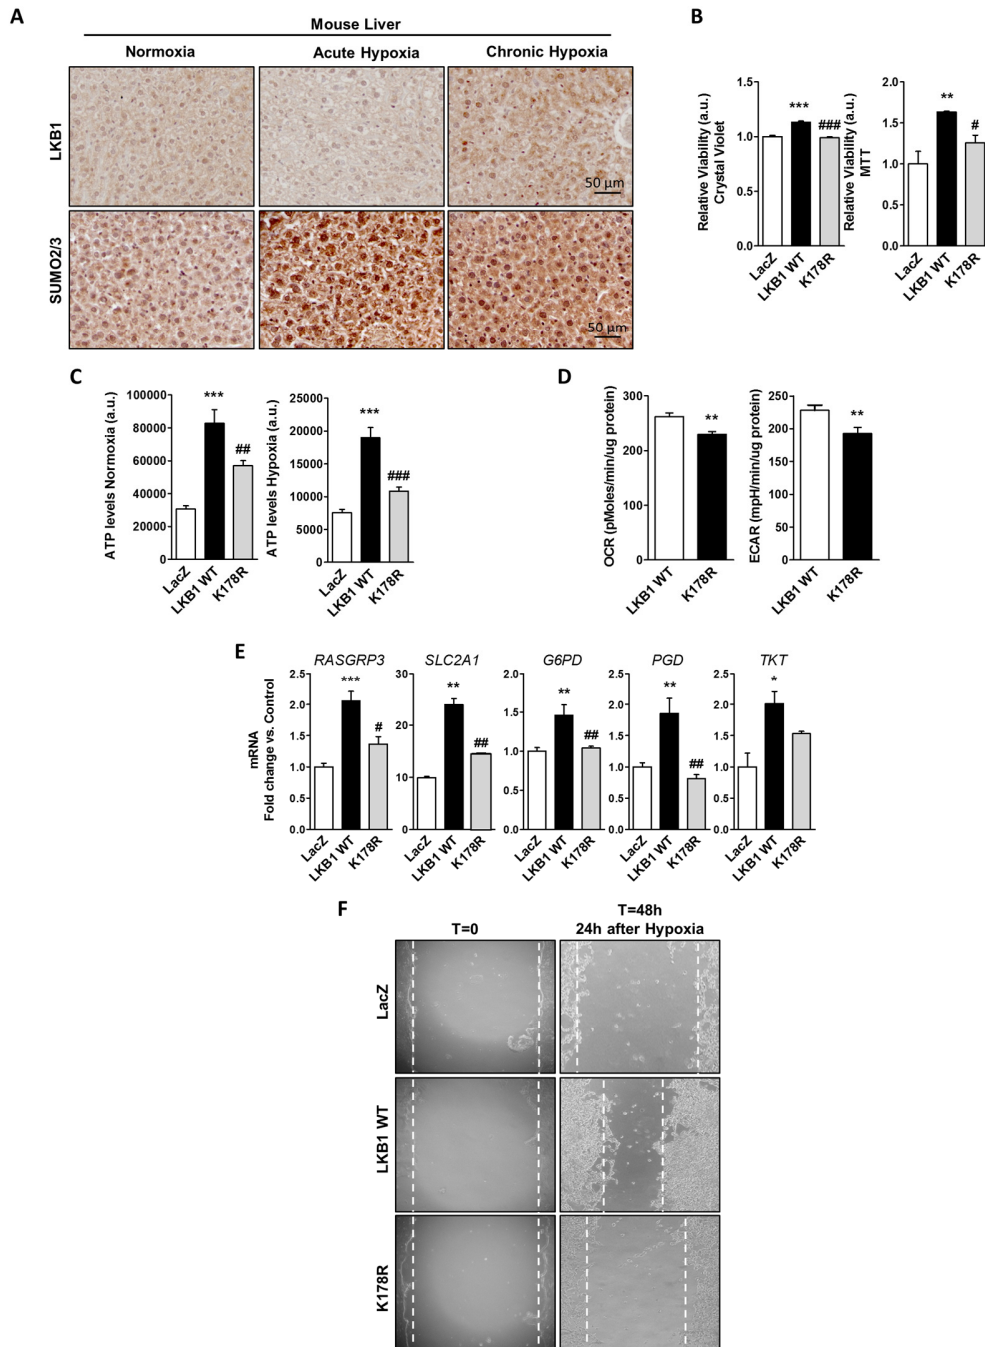 A
Mouse Liver
Normoxia
Acute Hypoxia
Chronic Hypoxia
LKB1
50 µm
SUMO2/3
50 µm
B
Relative Viability (a.u.)
Crystal Violet
1.5
1.0
0.5
0.0
***
###
LacZ
LKB1 WT
K178R
Relative Viability (a.u.)
MTT
2.0
1.5
1.0
0.5
0.0
**
#
LacZ
LKB1 WT
K178R
C
ATP levels Normoxia (a.u.)
100000
80000
60000
40000
20000
0
***
##
LacZ
LKB1 WT
K178R
ATP levels Hypoxia (a.u.)
25000
20000
15000
10000
5000
0
***
###
LacZ
LKB1 WT
K178R
D
OCR (pMoles/min/ug protein)
300
200
100
0
**
LKB1 WT
K178R
ECAR (mpH/min/ug protein)
250
200
150
100
50
0
**
LKB1 WT
K178R
E
mRNA
Fold change vs. Control
RASGRP3
2.5
2.0
1.5
1.0
0.5
0.0
***
#
LacZ
LKB1 WT
K178R
SLC2A1
30
20
10
0
**
##
LacZ
LKB1 WT
K178R
G6PD
2.0
1.5
1.0
0.5
0.0
**
##
LacZ
LKB1 WT
K178R
PGD
2.5
2.0
1.5
1.0
0.5
0.0
**
##
LacZ
LKB1 WT
K178R
TKT
2.5
2.0
1.5
1.0
0.5
0.0
*
LacZ
LKB1 WT
K178R
F
T=0
T=48h
24h after Hypoxia
LacZ
LKB1 WT
K178R